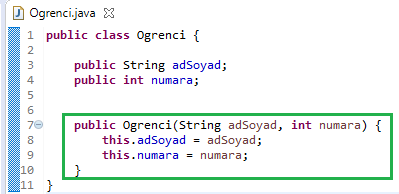 Ogrenci.java
1 public class Ogrenci {
2
3 public String adSoyad;
4 public int numara;
5
6
7 public Ogrenci(String adSoyad, int numara) {
8 this.adSoyad = adSoyad;
9 this.numara = numara;
10 }
11 }